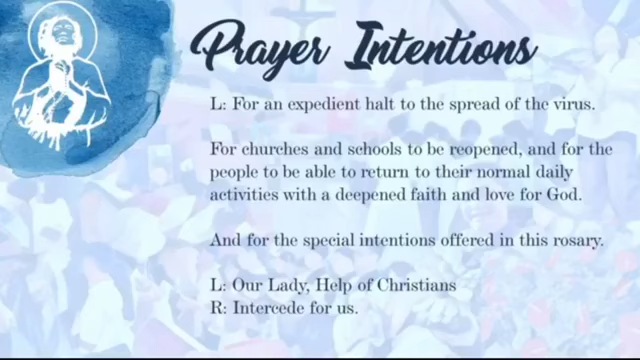 Prayer Intentions
L: For an expedient halt to the spread of the virus.
For churches and schools to be reopened, and for the
people to be able to return to their normal daily
activities with a deepened faith and love for God.
And for the special intentions offered in this rosary.
L: Our Lady, Help of Christians
R: Intercede for us.